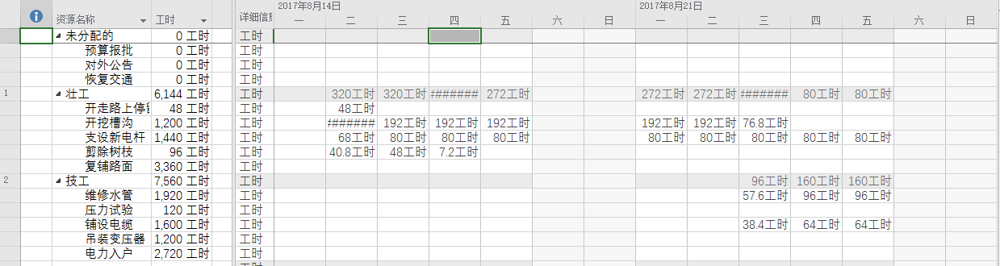 2017年8月14日 2017年8月21日
资源名称 工时 详细信息 一 二 三 四 五 六 日 一 二 三 四 五 六 日
未分配的 0 工时 工时
预算报批 0 工时 工时
对外公告 0 工时 工时
恢复交通 0 工时 工时
1 壮工 6,144 工时 工时 320工时 320工时 ####### 272工时 272工时 272工时 ####### 80工时 80工时
开走路上停 48 工时 工时 48工时
开挖槽沟 1,200 工时 工时 ####### 192工时 192工时 192工时 192工时 192工时 76.8工时
支设新电杆 1,440 工时 工时 68工时 80工时 80工时 80工时 80工时 80工时 80工时 80工时 80工时
剪除树枝 96 工时 工时 40.8工时 48工时 7.2工时
复铺路面 3,360 工时 工时
2 技工 7,560 工时 工时 96工时 160工时 160工时
维修水管 1,920 工时 工时 57.6工时 96工时 96工时
压力试验 120 工时 工时
铺设电缆 1,600 工时 工时 38.4工时 64工时 64工时
吊装变压器 1,200 工时 工时
电力入户 2,720 工时 工时